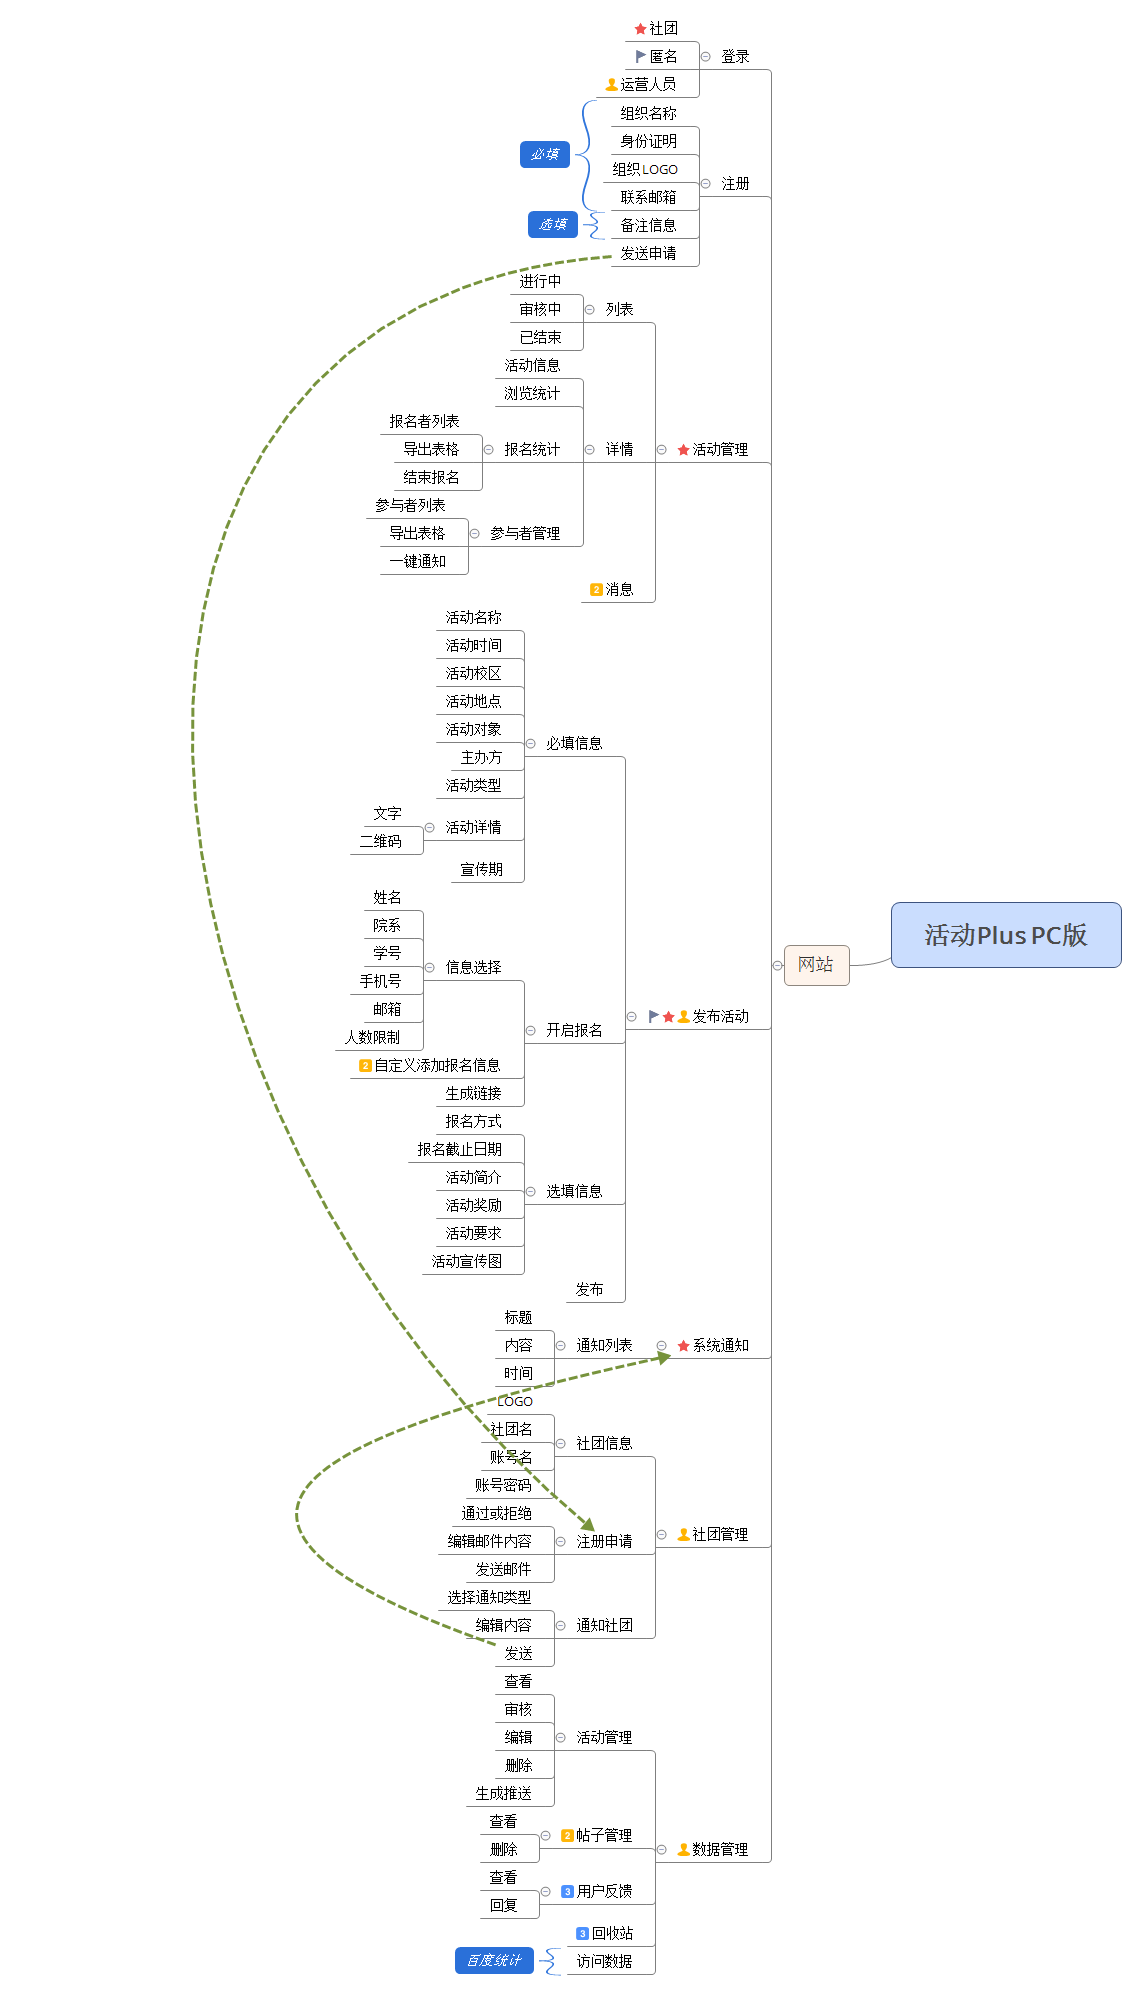 社团
匿名
登录
运营人员
组织名称
身份证明
必填
组织LOGO
注册
联系邮箱
选填
备注信息
发送申请
进行中
审核中
列表
已结束
活动信息
浏览统计
报名者列表
导出表格
报名统计
详情
活动管理
结束报名
参与者列表
导出表格
参与者管理
一键通知
2 消息
活动名称
活动时间
活动校区
活动地点
活动对象
必填信息
主办方
活动类型
文字
活动详情
二维码
宣传期
活动Plus PC版
网站
姓名
院系
学号
信息选择
手机号
邮箱
发布活动
开启报名
人数限制
2 自定义添加报名信息
生成链接
报名方式
报名截止日期
活动简介
选填信息
活动奖励
活动要求
活动宣传图
发布
标题
内容
通知列表
系统通知
时间
LOGO
社团名
社团信息
账号名
账号密码
通过或拒绝
编辑邮件内容
注册申请
社团管理
发送邮件
选择通知类型
编辑内容
通知社团
发送
查看
审核
编辑
活动管理
删除
生成推送
查看
2 帖子管理
删除
数据管理
查看
3 用户反馈
回复
3 回收站
百度统计
访问数据